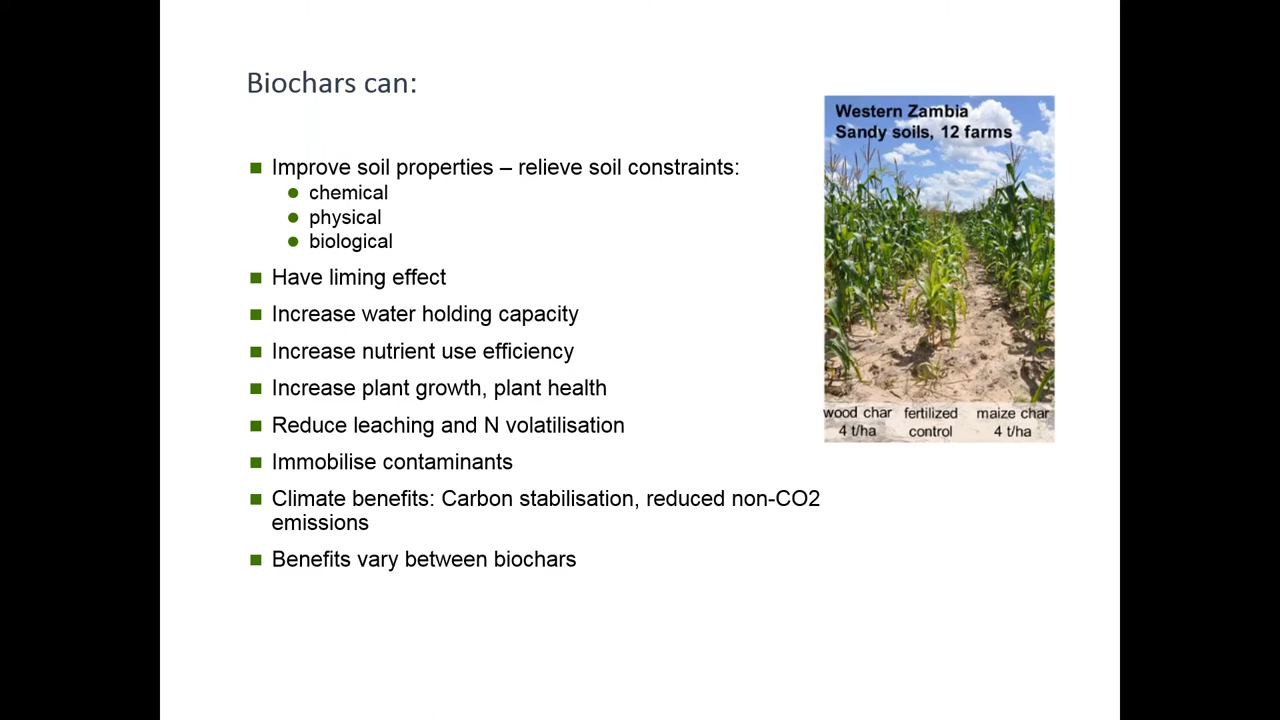 Biochars can:
Improve soil properties – relieve soil constraints:
chemical
physical
biological
Have liming effect
Increase water holding capacity
Increase nutrient use efficiency
Increase plant growth, plant health
Reduce leaching and N volatilisation
Immobilise contaminants
Climate benefits: Carbon stabilisation, reduced non-CO2
emissions
Benefits vary between biochars
Western Zambia
Sandy soils, 12 farms
wood char fertilized maize char
4 t/ha control 4 t/ha